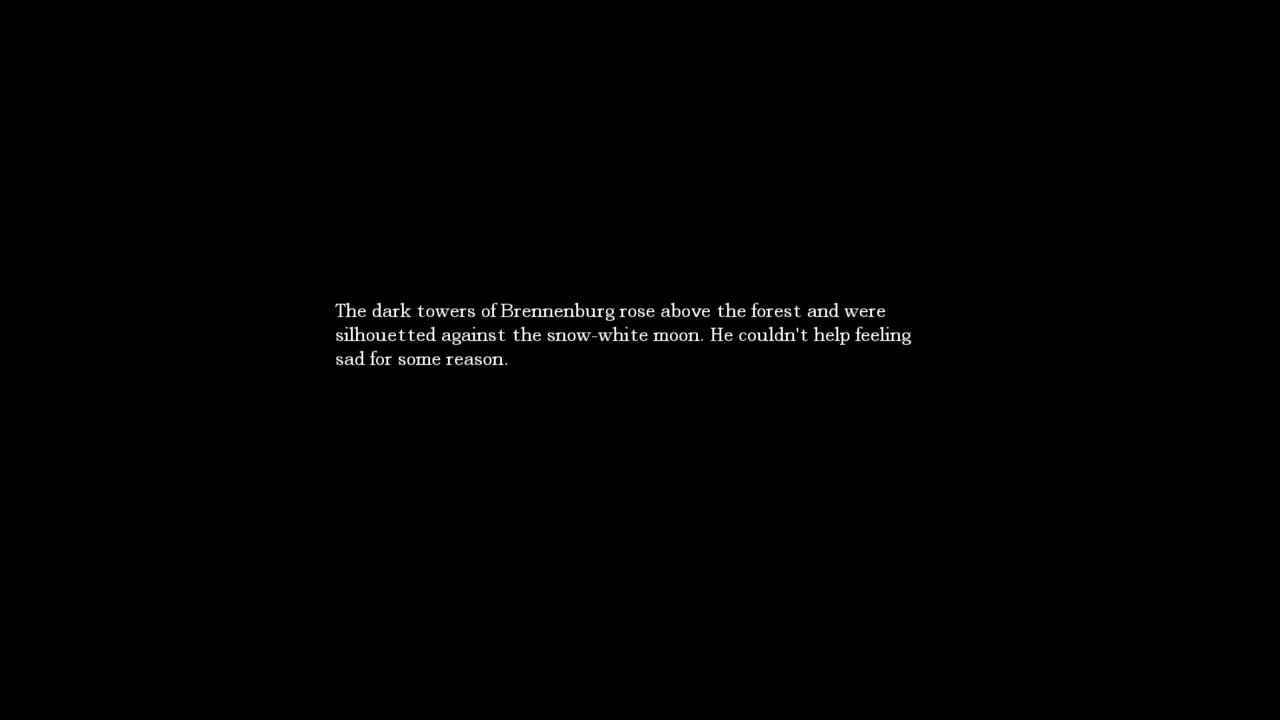 The dark towers of Brennenburg rose above the forest and were
silhouetted against the snow-white moon. He couldn't help feeling
sad for some reason.